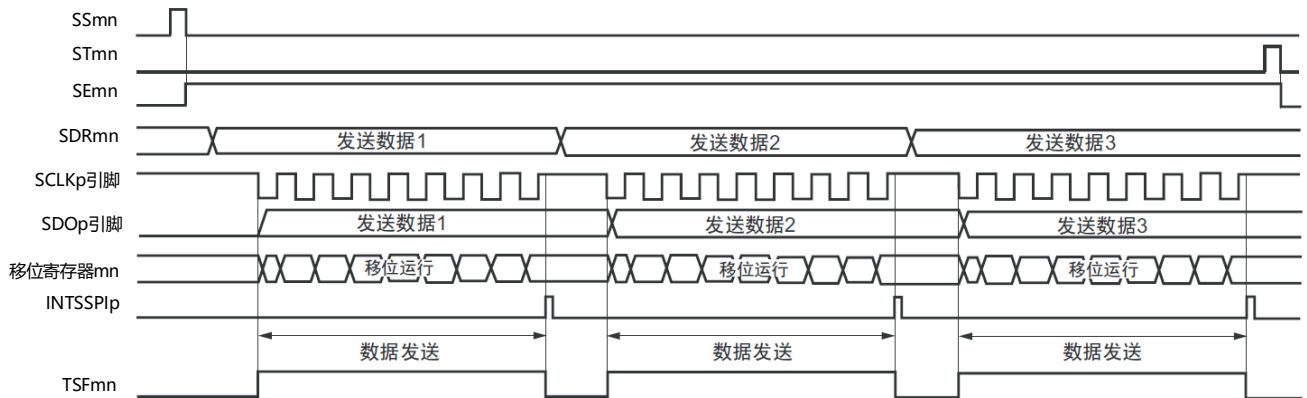 SSmn
STmn
SEmn
SDRmn 发送数据1 发送数据2 发送数据3
SCLKp引脚
SDOp引脚 发送数据1 发送数据2 发送数据3
移位寄存器mn 移位运行 移位运行 移位运行
INTSSPIp
数据发送 数据发送 数据发送
TSFmn